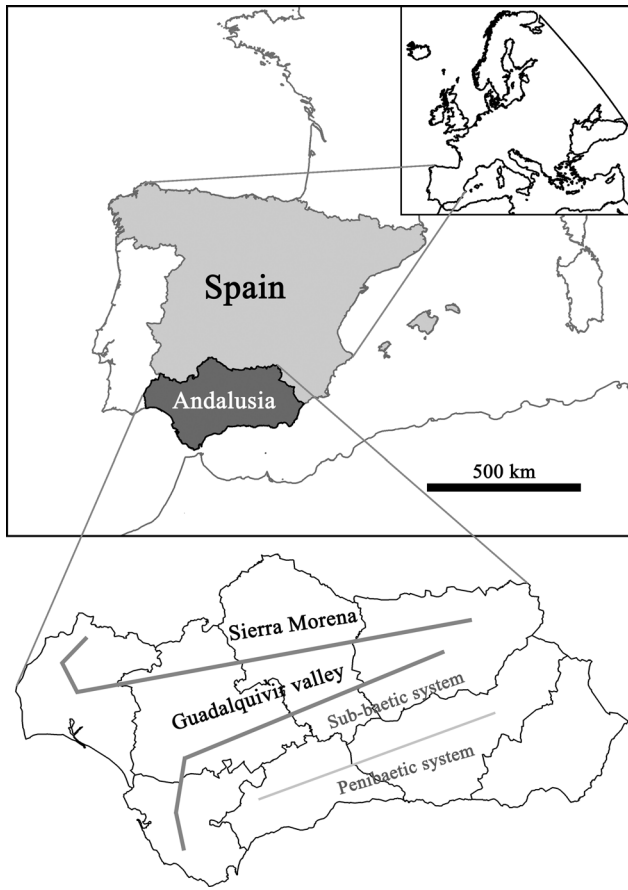 Spain
Andalusia
500 km
Sierra Morena
Guadalquivir valley
Sub-baetic system
Penibaetic system